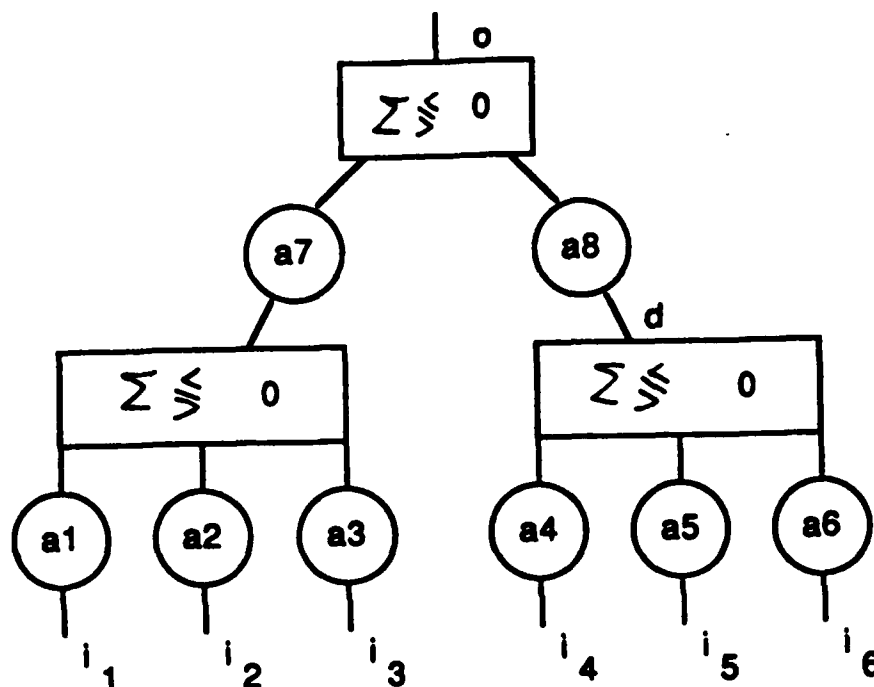 o
Σ ≶ 0
a7 a8
d
Σ ≶ 0 Σ ≶ 0
a1 a2 a3 a4 a5 a6
i1 i2 i3 i4 i5 i6